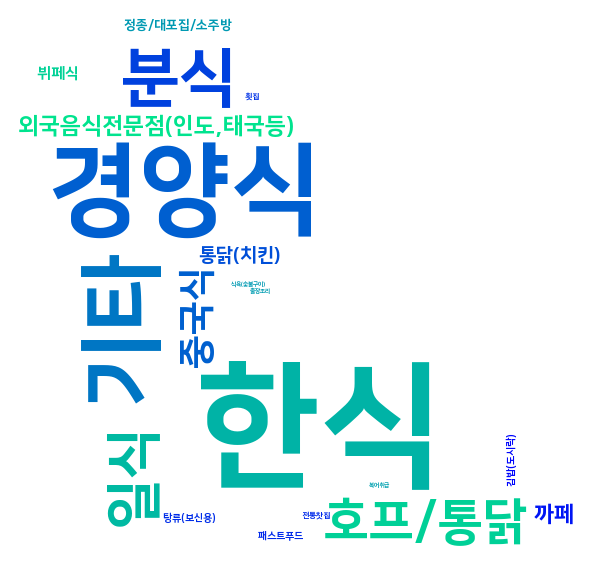 정종/대포집/소주방
뷔페식
분식
횟집
외국음식전문점(인도,태국등)
경양식
통닭(치킨)
기타
중국식
식육(숯불구이)
출장조리
한식
일식
김밥(도시락)
복어취급
탕류(보신용)
전통찻집
호프/통닭
까페
패스트푸드